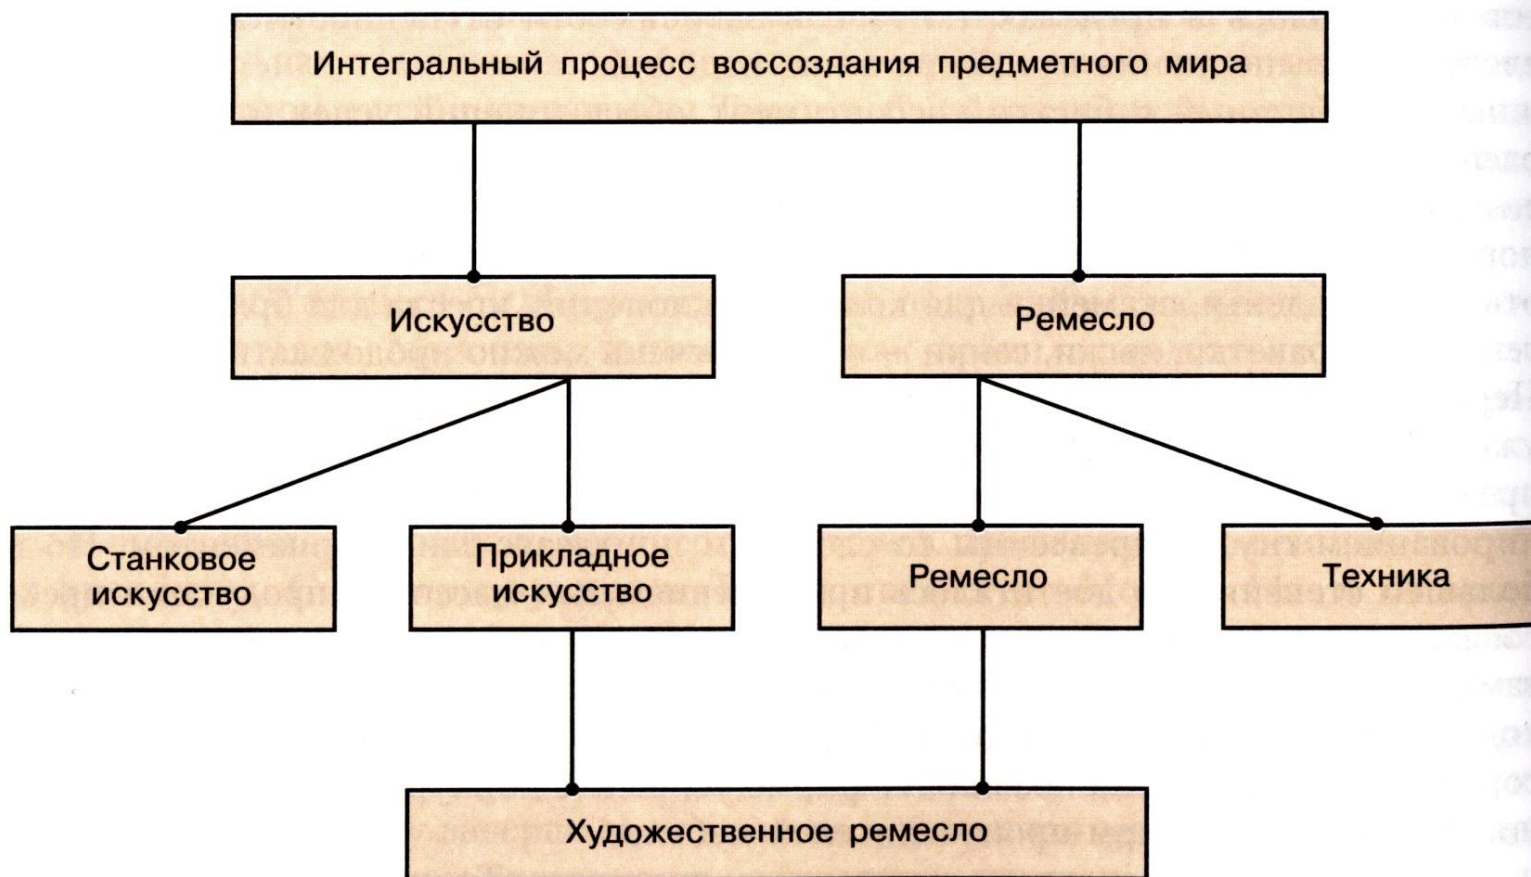 Интегральный процесс воссоздания предметного мира
Искусство
Ремесло
Станковое
искусство
Прикладное
искусство
Ремесло
Техника
Художественное ремесло